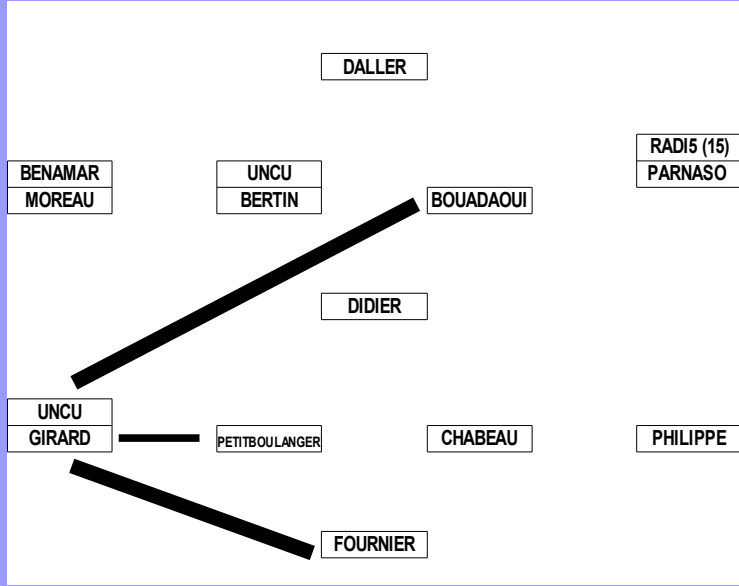 DALLER
RADI5 (15)
BENAMAR
UNCU
PARNASO
MOREAU
BERTIN
BOUADAOUI
DIDIER
UNCU
GIRARD
PETITBOULANGER
CHABEAU
PHILIPPE
FOURNIER